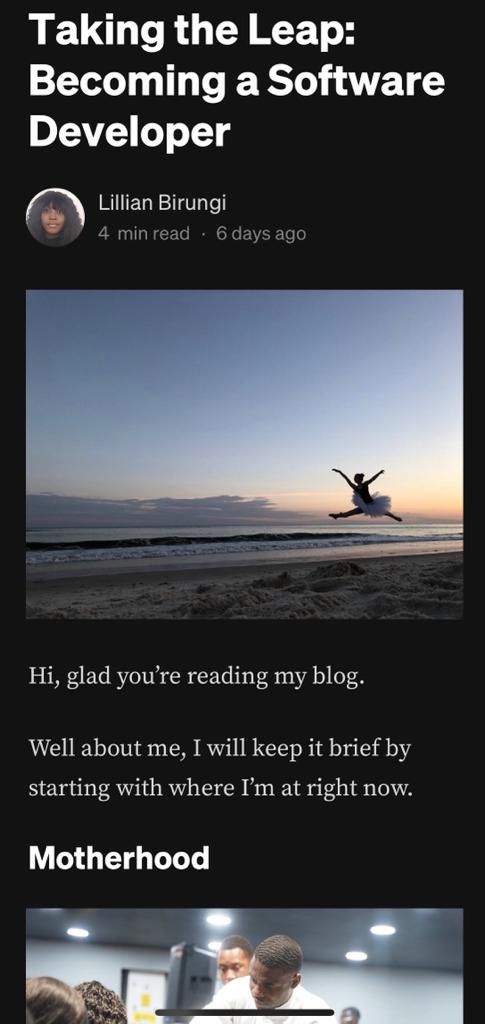 Taking the Leap:
Becoming a Software
Developer
Lillian Birungi
4 min read · 6 days ago
Hi, glad you’re reading my blog.
Well about me, I will keep it brief by
starting with where I’m at right now.
Motherhood